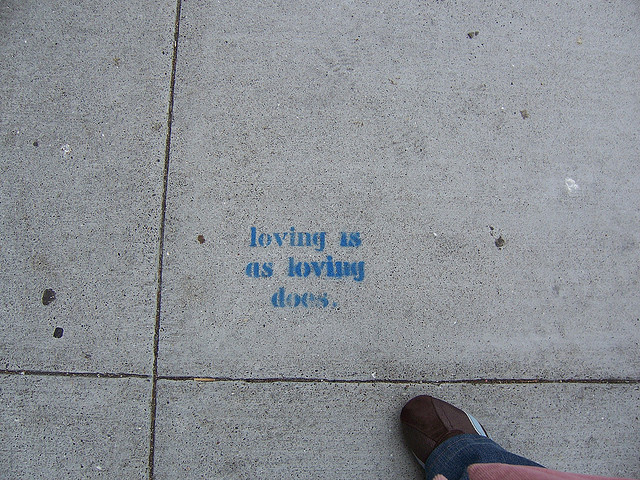 loving is
as loving
does.